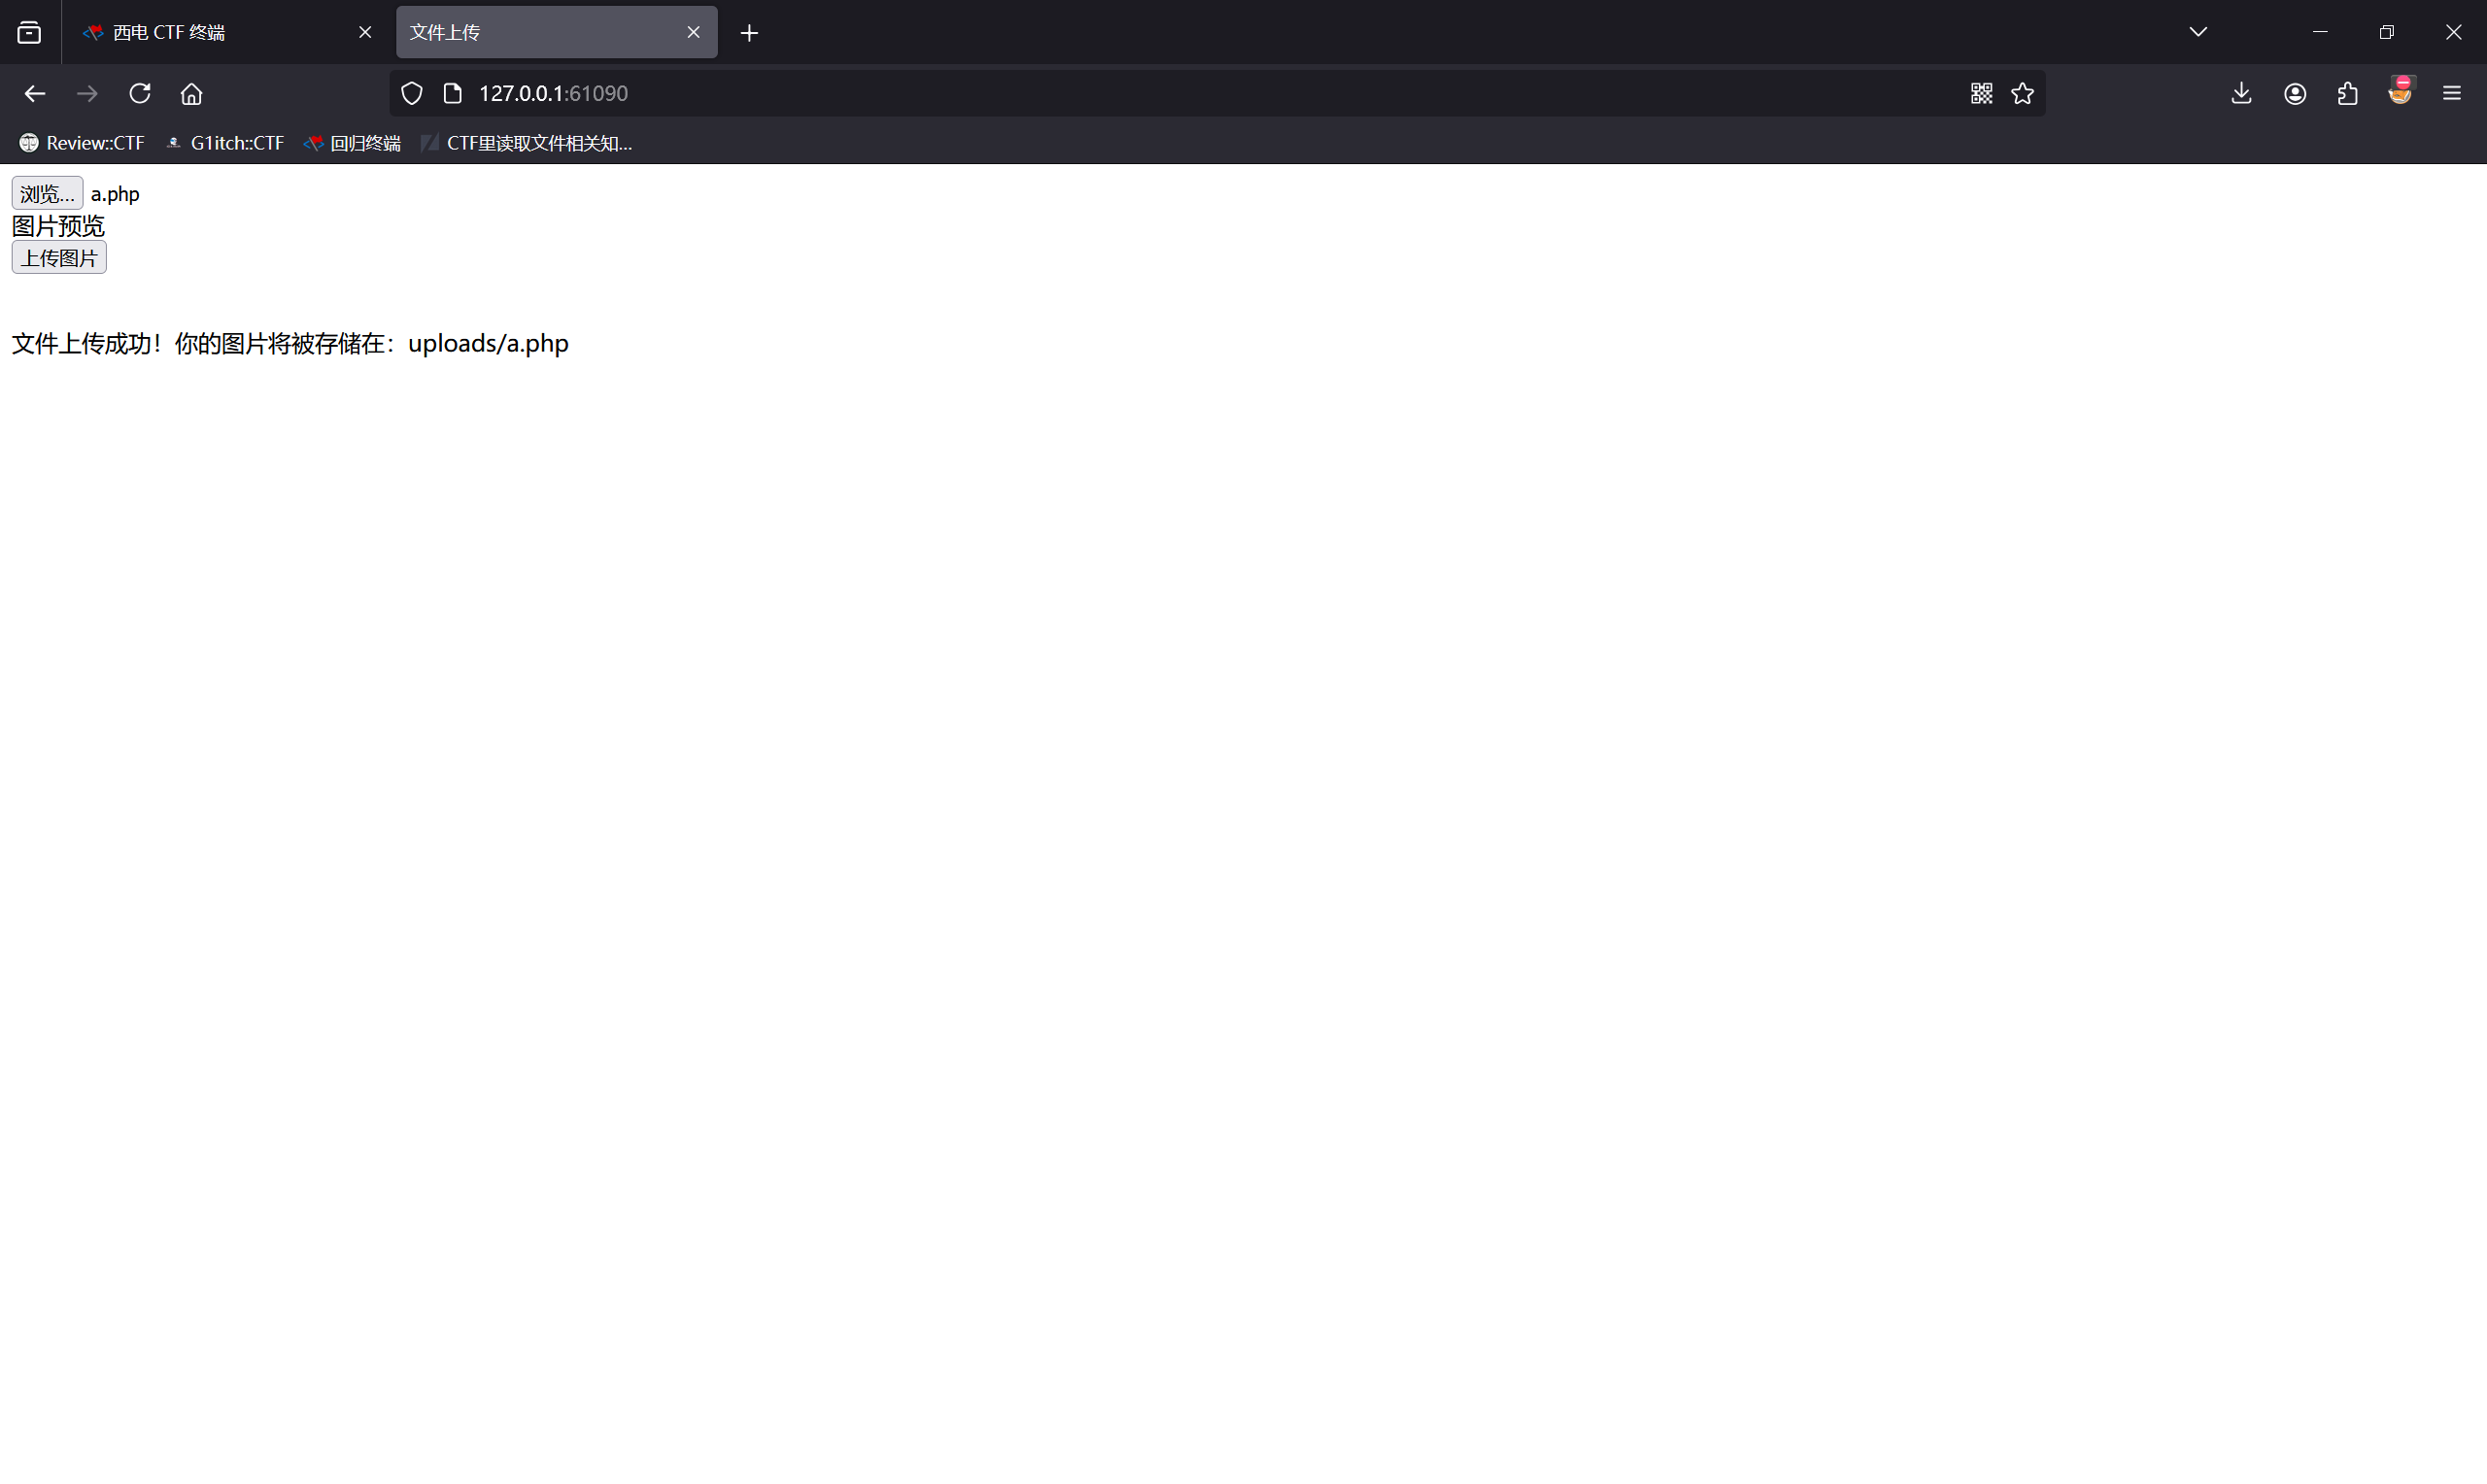 西电 CTF 终端
文件上传
127.0.0.1:61090
Review::CTF G1itch::CTF 回归终端 CTF里读取文件相关知...
浏览... a.php
图片预览
上传图片
文件上传成功！你的图片将被存储在：uploads/a.php